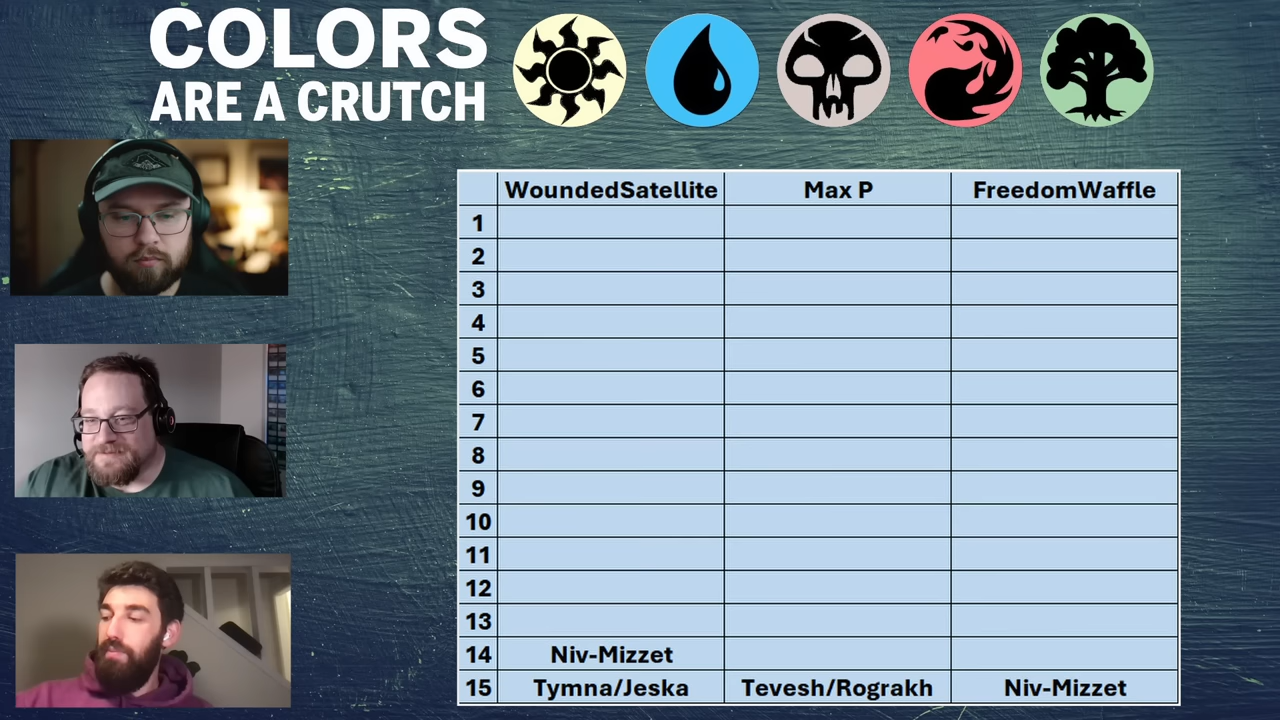 COLORS
ARE A CRUTCH
WoundedSatellite Max P FreedomWaffle
1
2
3
4
5
6
7
8
9
10
11
12
13
14 Niv-Mizzet
15 Tymna/Jeska Tevesh/Rograkh Niv-Mizzet